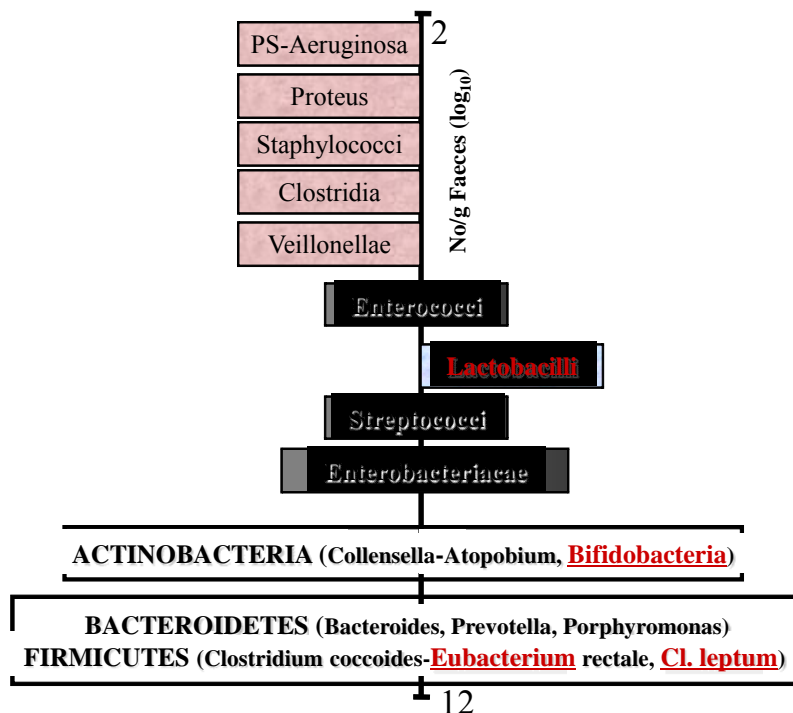 2
PS-Aeruginosa
No/g Faeces (log₁₀)
Proteus
Staphylococci
Clostridia
Veillonellae
Enterococci
Lactobacilli
Streptococci
Enterobacteriacae
ACTINOBACTERIA (Collensella-Atopobium, Bifidobacteria)
BACTEROIDETES (Bacteroides, Prevotella, Porphyromonas)
FIRMICUTES (Clostridium coccoides-Eubacterium rectale, Cl. leptum)
12